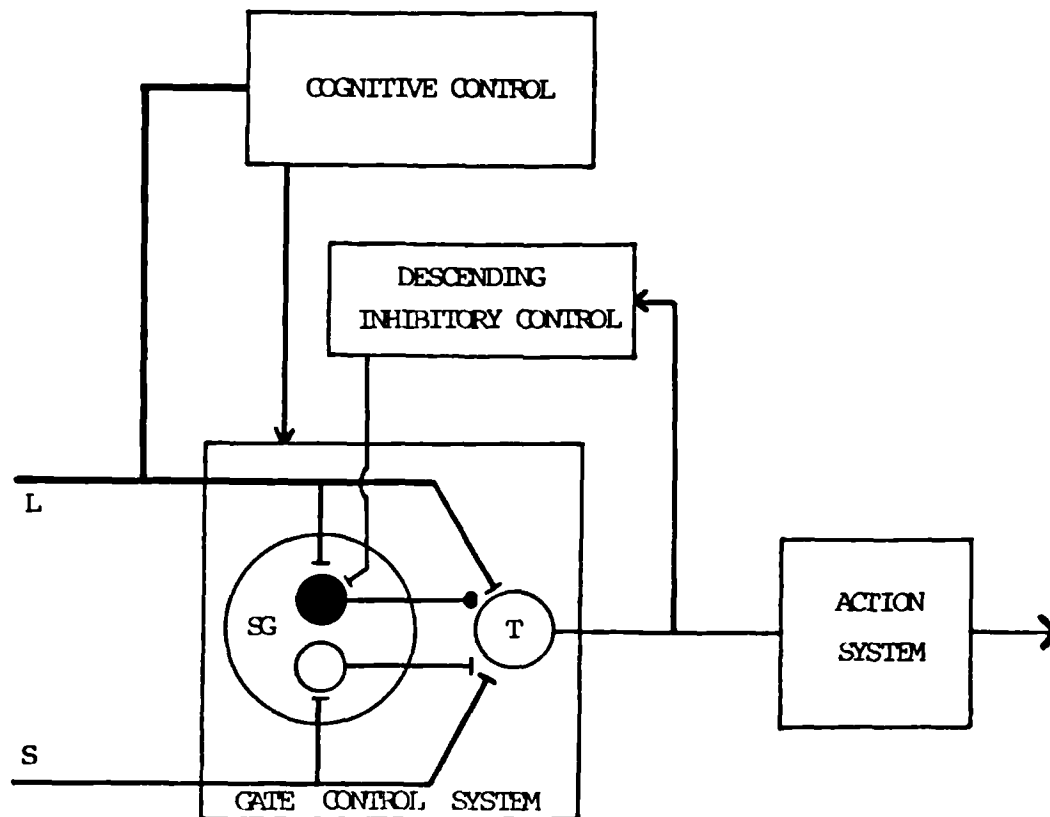 COGNITIVE CONTROL
DESCENDING
INHIBITORY CONTROL
L
SG
T
ACTION
SYSTEM
S
GATE CONTROL SYSTEM